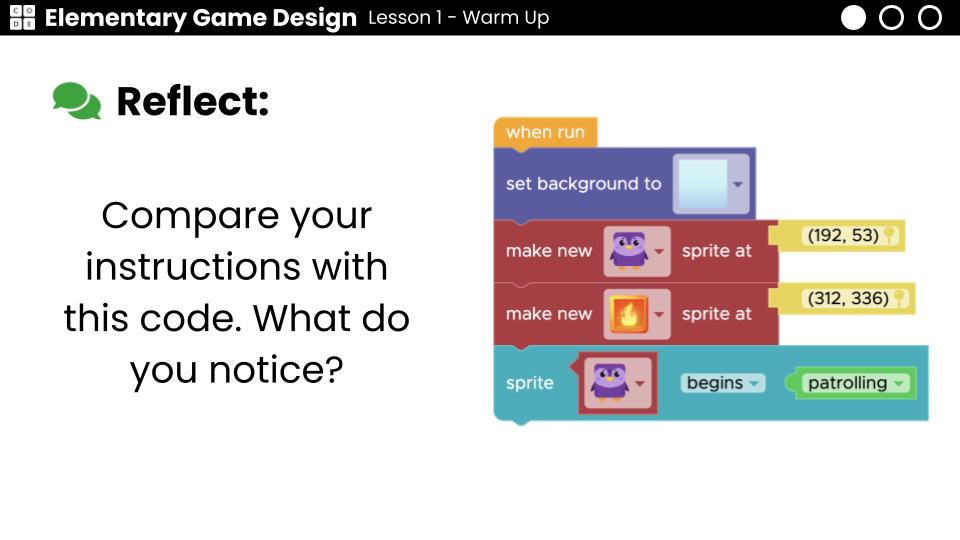 CODE
Elementary Game Design Lesson 1 - Warm Up
Reflect:
Compare your
instructions with
this code. What do
you notice?
when run
set background to
make new sprite at (192, 53)
make new sprite at (312, 336)
sprite begins patrolling